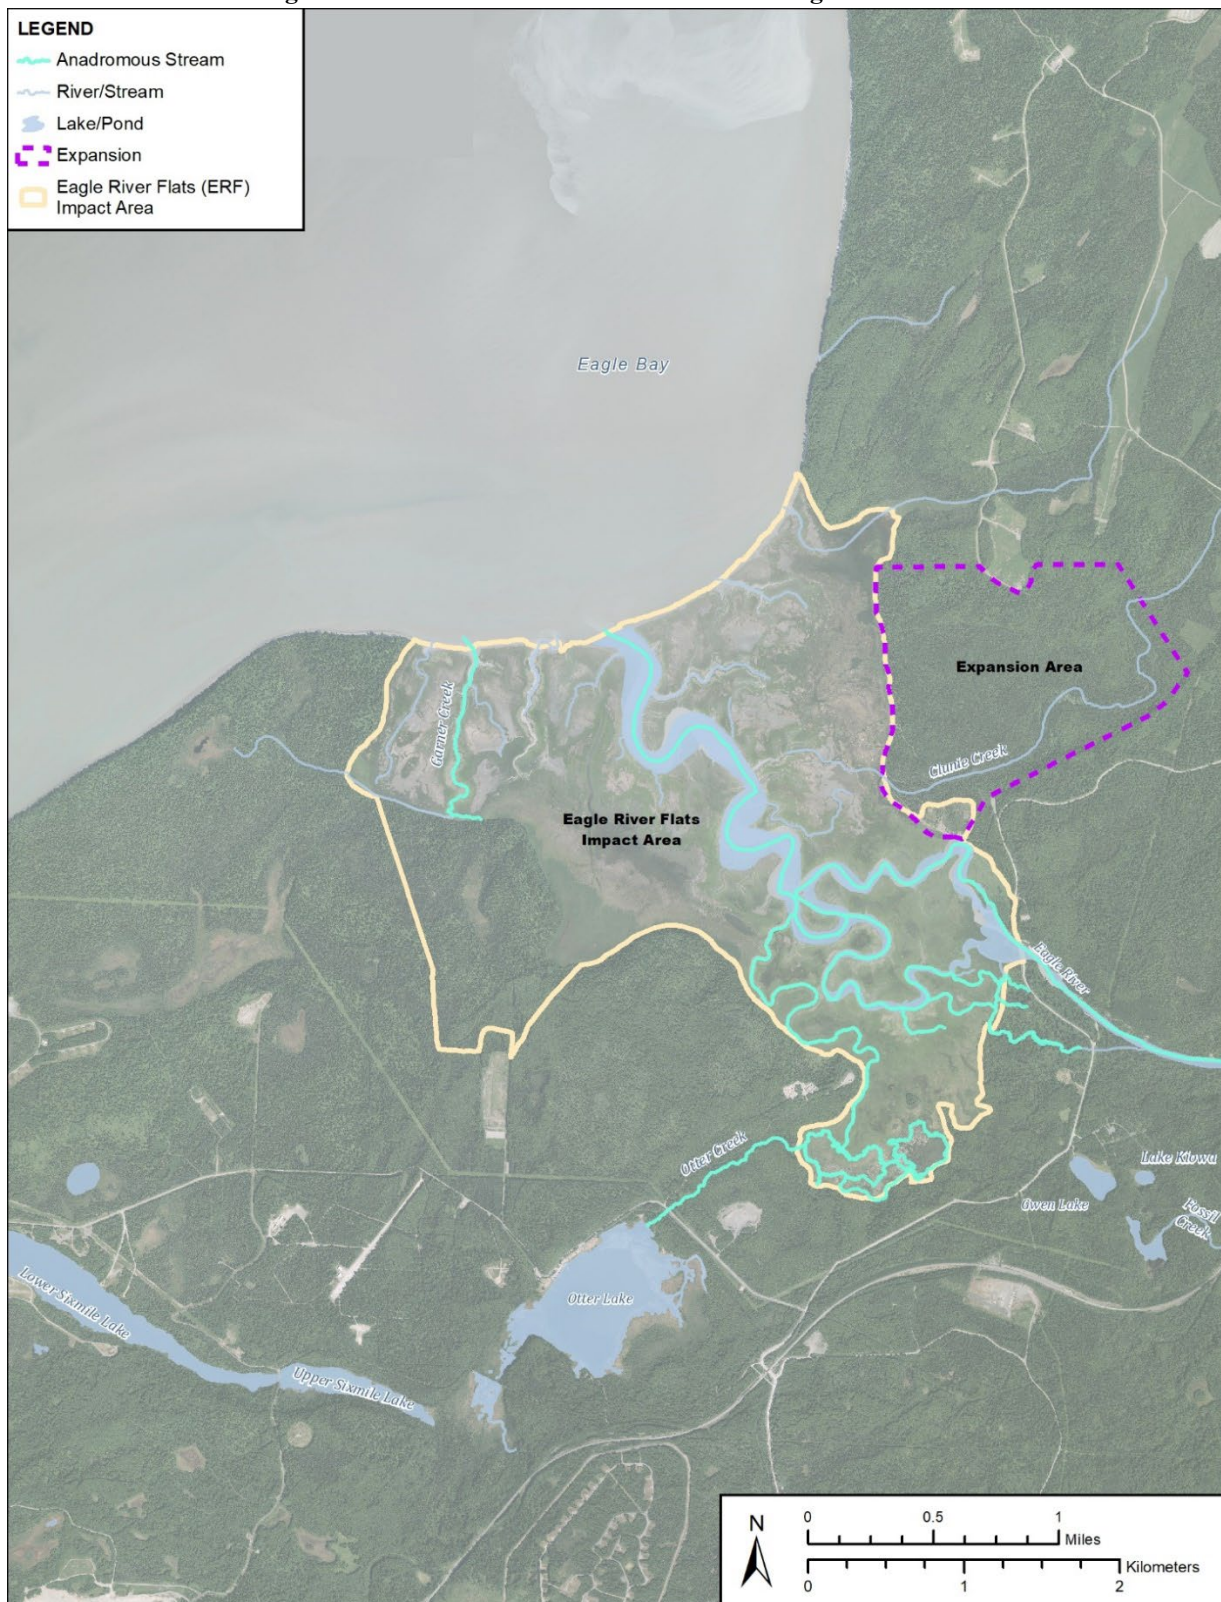 LEGEND
Anadromous Stream
River/Stream
Lake/Pond
Expansion
Eagle River Flats (ERF)
Impact Area
Eagle Bay
Expansion Area
Garner Creek
Clunie Creek
Eagle River Flats
Impact Area
Eagle River
Otter Creek
Lake Kiowa
Gwen Lake
Fossil
Creek
Lower Sixmile Lake
Otter Lake
Upper Sixmile Lake
N
0 0.5 1
Miles
Kilometers
0 1 2